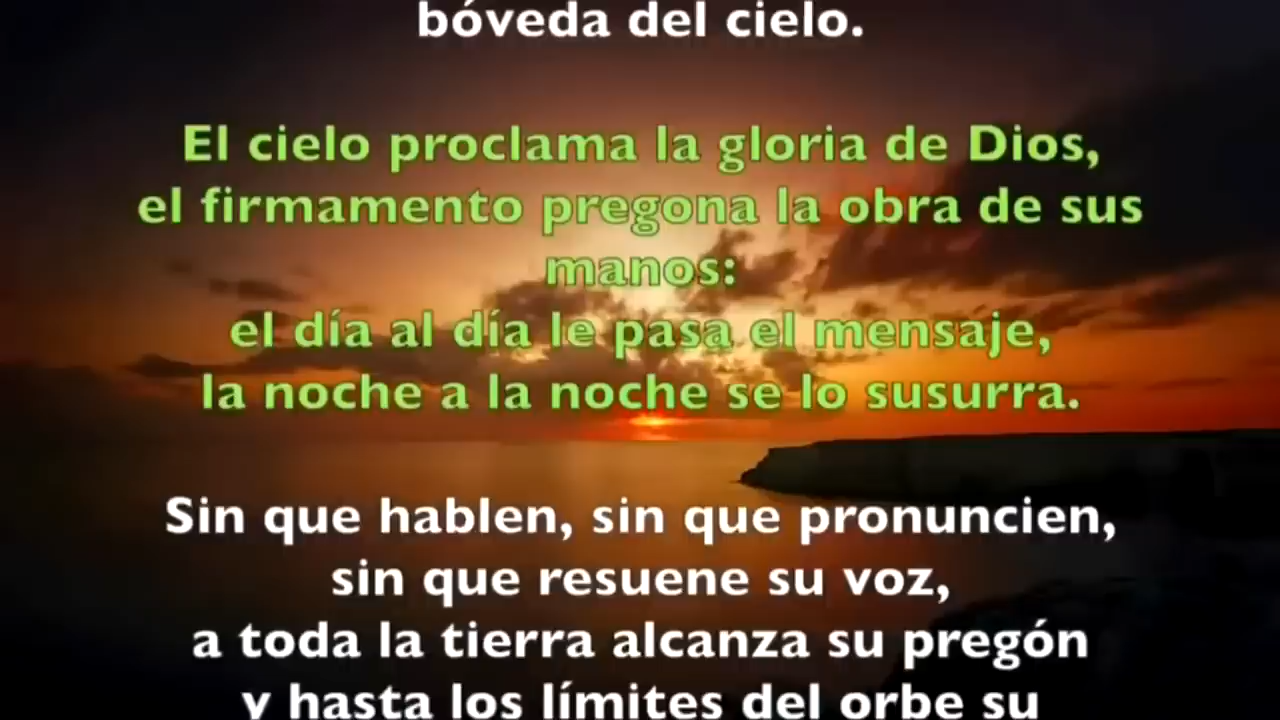 bóveda del cielo.
El cielo proclama la gloria de Dios,
el firmamento pregona la obra de sus
manos:
el día al día le pasa el mensaje,
la noche a la noche se lo susurra.
Sin que hablen, sin que pronuncien,
sin que resuene su voz,
a toda la tierra alcanza su pregón
y hasta los límites del orbe su